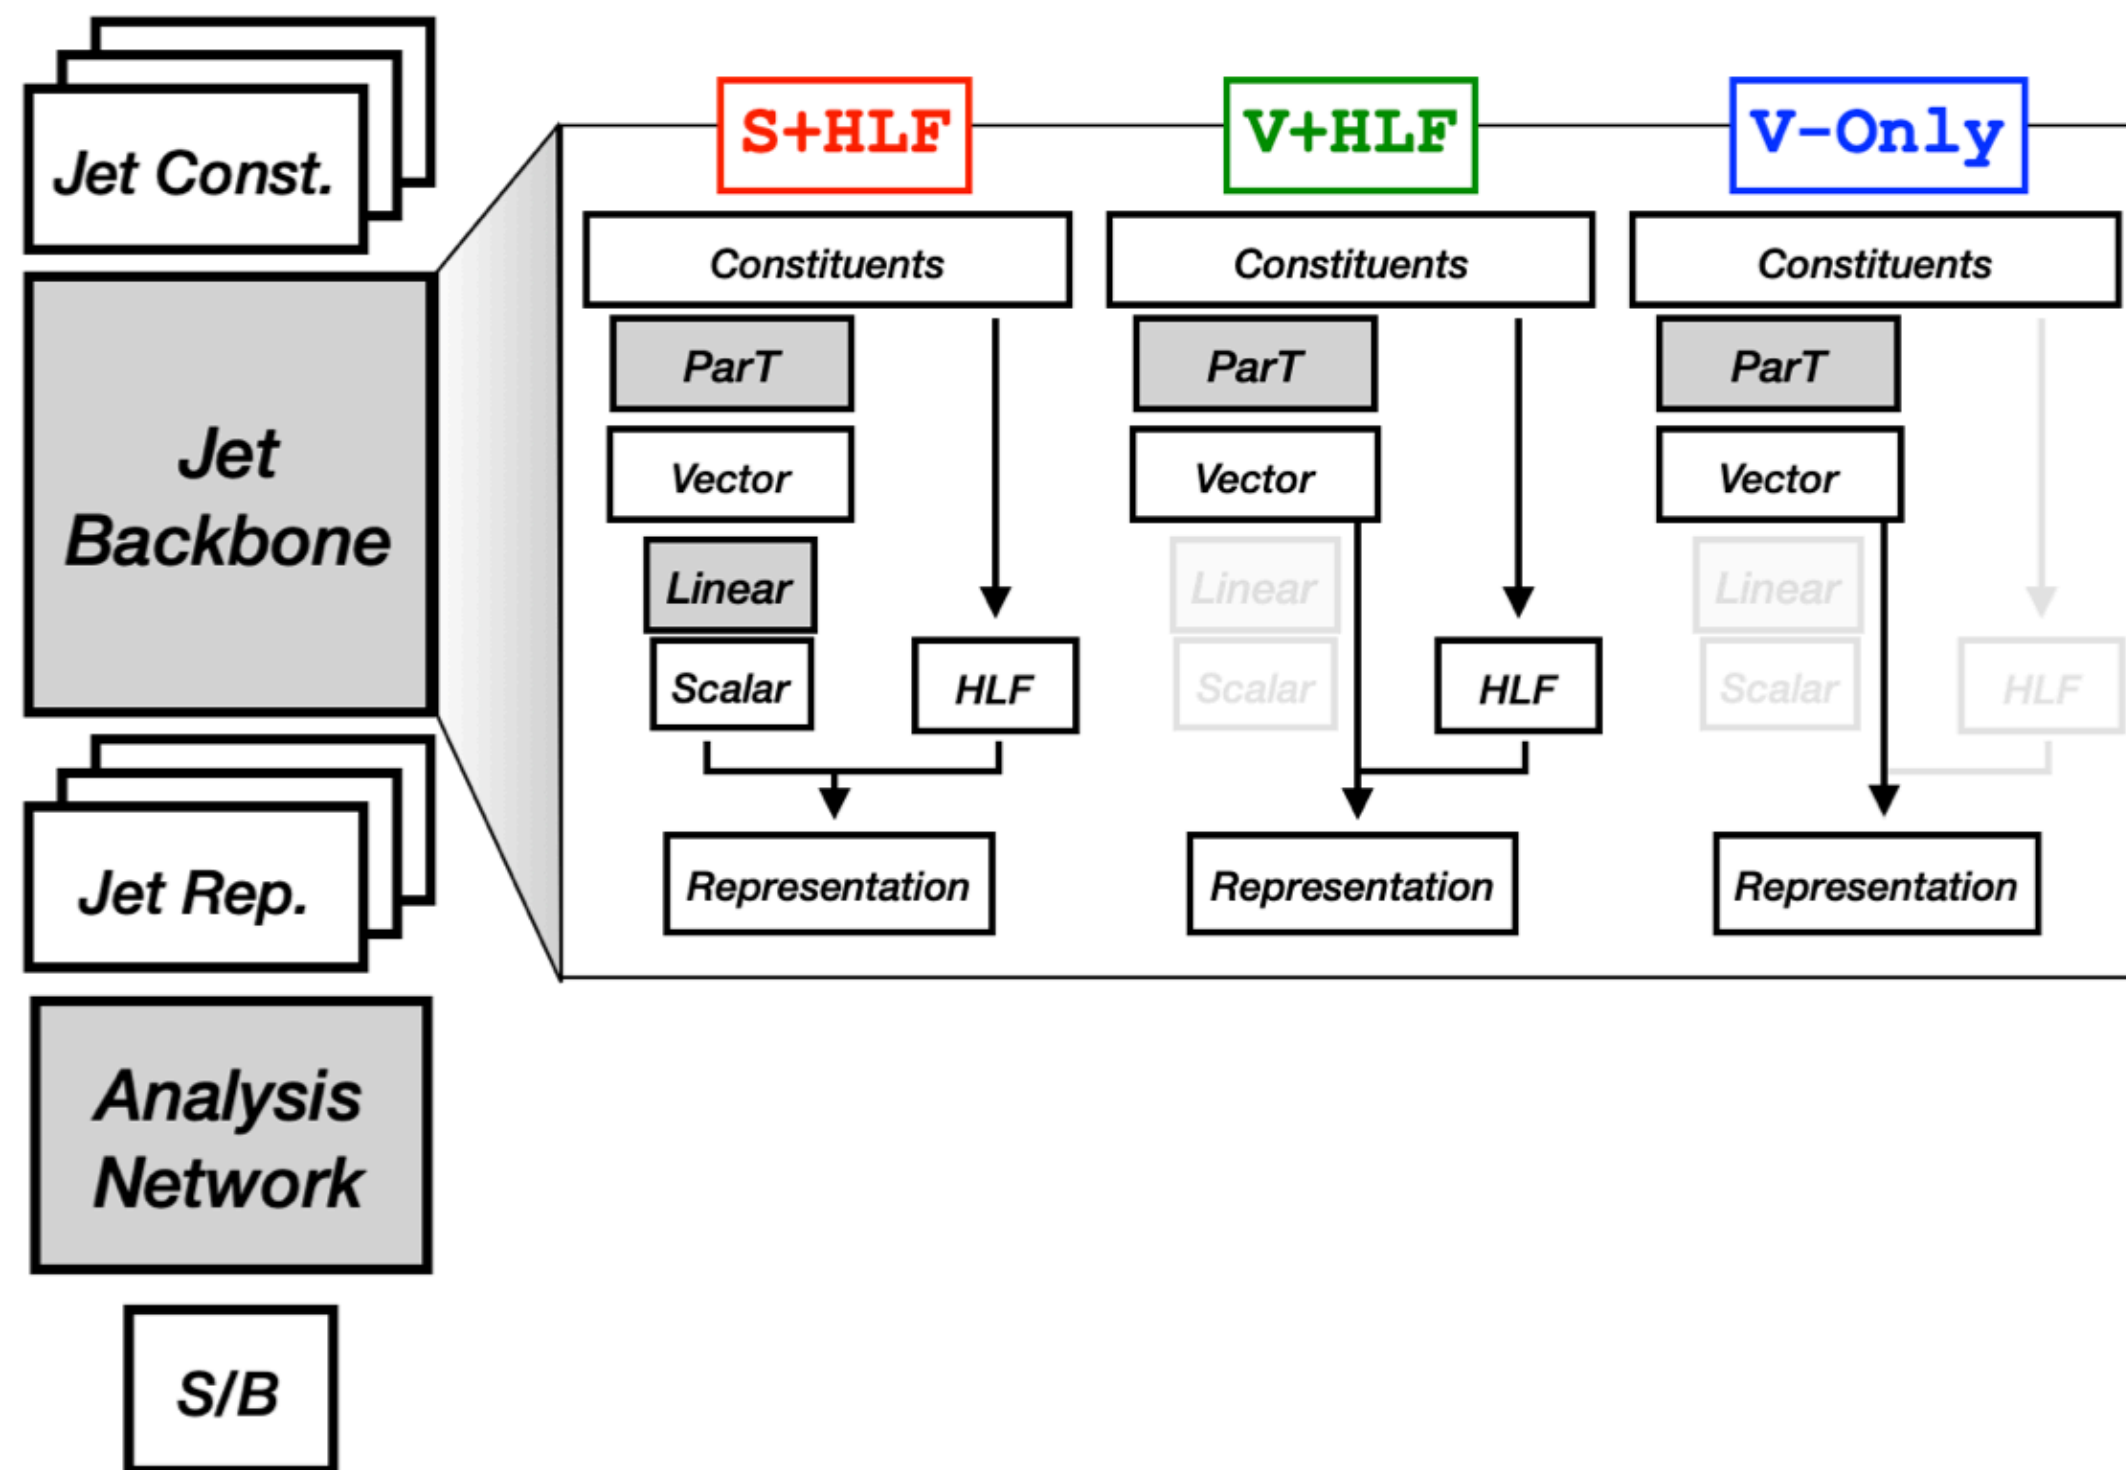 Jet Const.
Jet
Backbone
Jet Rep.
Analysis
Network
S/B
S+HLF
Constituents
ParT
Vector
Linear
Scalar
HLF
Representation
V+HLF
Constituents
ParT
Vector
Linear
Scalar
HLF
Representation
V-Only
Constituents
ParT
Vector
Linear
Scalar
HLF
Representation